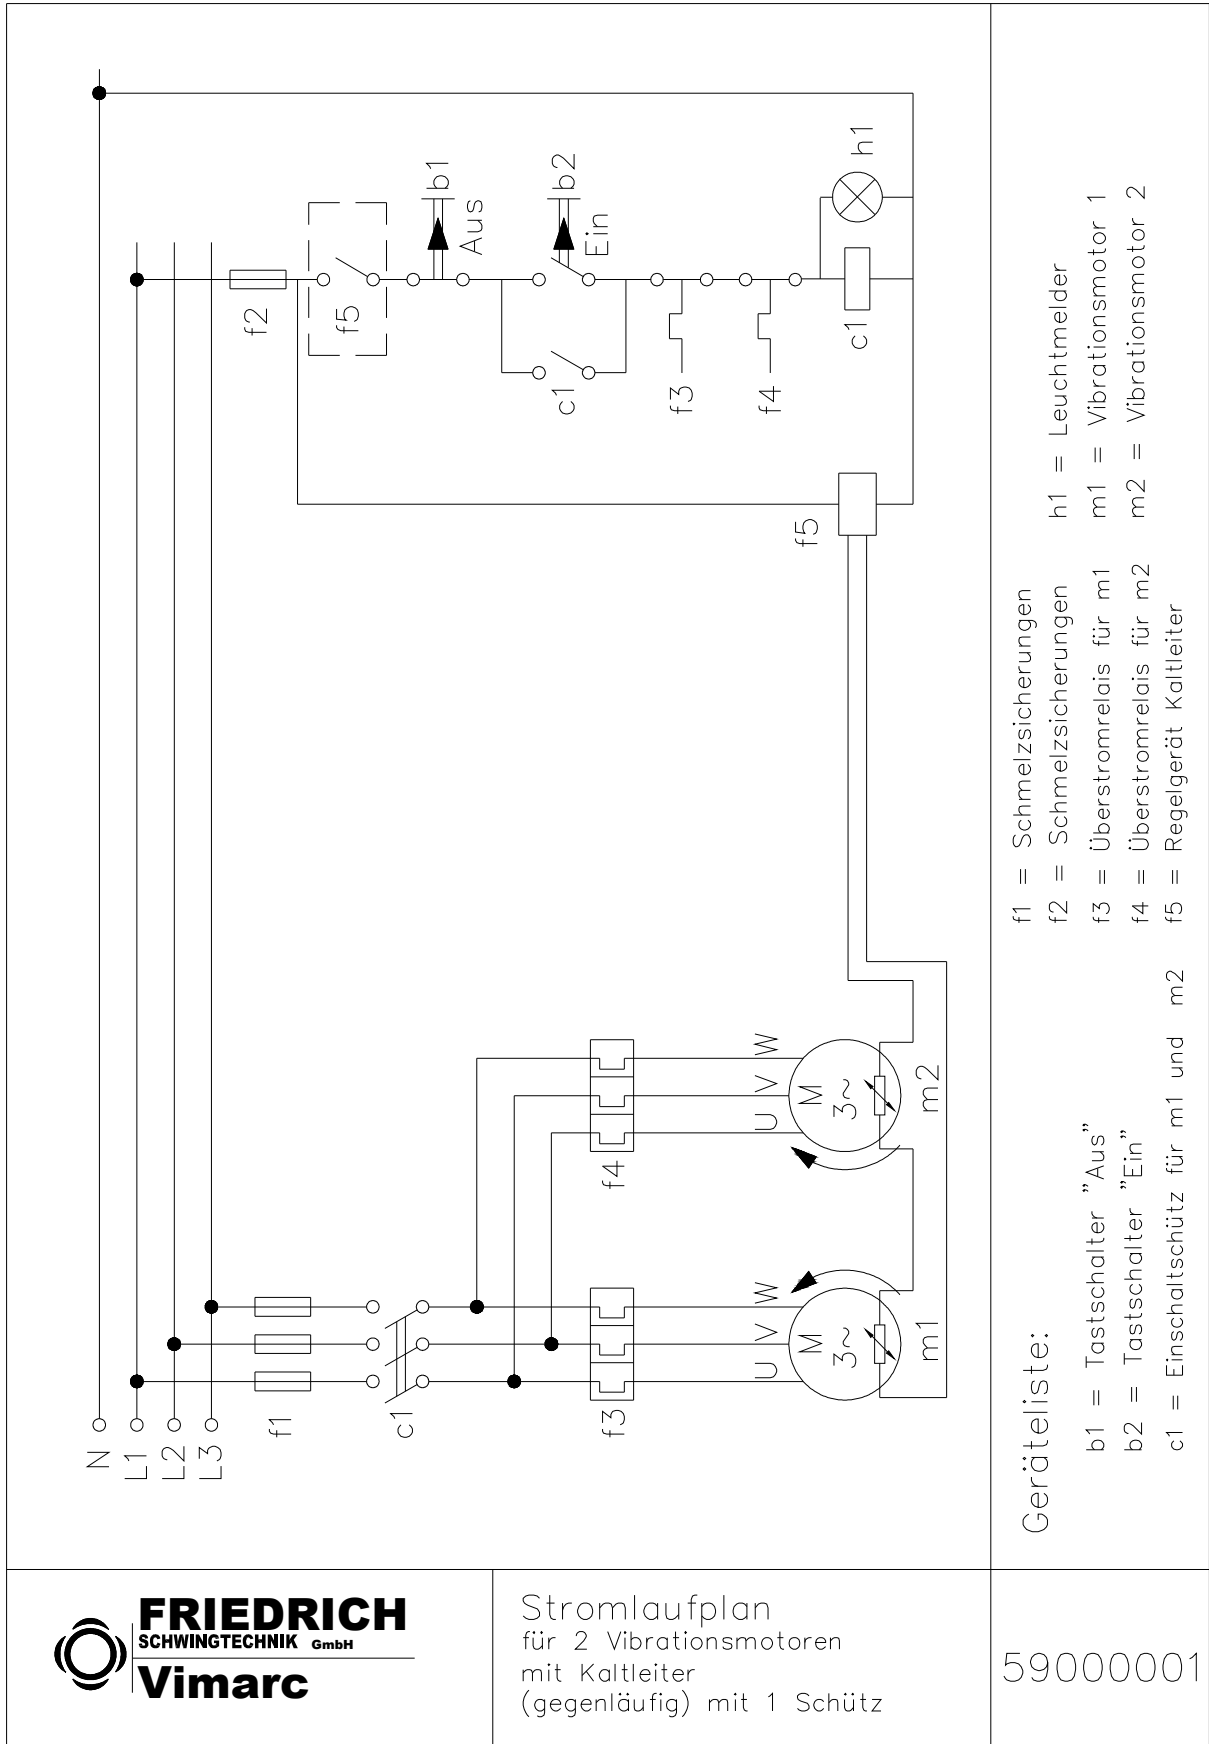 N
L1
L2
L3
f1
c1
f3
f4
U V W
U V W
M
3~
m1
M
3~
m2
f2
f5
b1
Aus
b2
Ein
c1
f3
f4
c1
h1
f5
Geräteliste:
b1 = Tastschalter "Aus"
b2 = Tastschalter "Ein"
c1 = Einschaltschütz für m1 und m2
f1 = Schmelzsicherungen
f2 = Schmelzsicherungen
f3 = Überstromrelais für m1
f4 = Überstromrelais für m2
f5 = Regelgerät Kaltleiter
h1 = Leuchtmelder
m1 = Vibrationsmotor 1
m2 = Vibrationsmotor 2
FRIEDRICH
SCHWINGTECHNIK GmbH
Vimarc
Stromlaufplan
für 2 Vibrationsmotoren
mit Kaltleiter
(gegenläufig) mit 1 Schütz
59000001